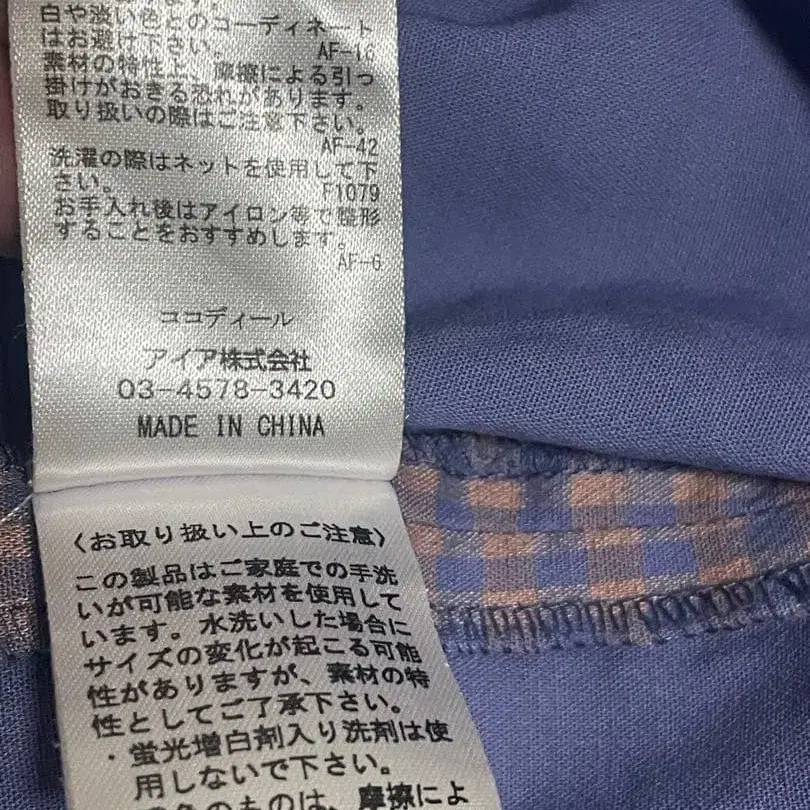 ます。
白や淡い色とのコーディネート
はお避け下さい。 AF-16
素材の特性上、摩擦による引っ
掛けがおきる恐れがあります。
取り扱いの際はご注意下さい。
AF-42
洗濯の際はネットを使用して下
さい。 F1079
お手入れ後はアイロン等で整形
することをおすすめします。
AF-G
ココディール
アイア株式会社
03-4578-3420
MADE IN CHINA
〈お取り扱い上のご注意〉
この製品はご家庭での手洗
いが可能な素材を使用して
います。水洗いした場合に
サイズの変化が起こる可能
性がありますが、素材の特
性としてご了承下さい。
・蛍光増白剤入り洗剤は使
用しないで下さい。
のものは、摩擦によ